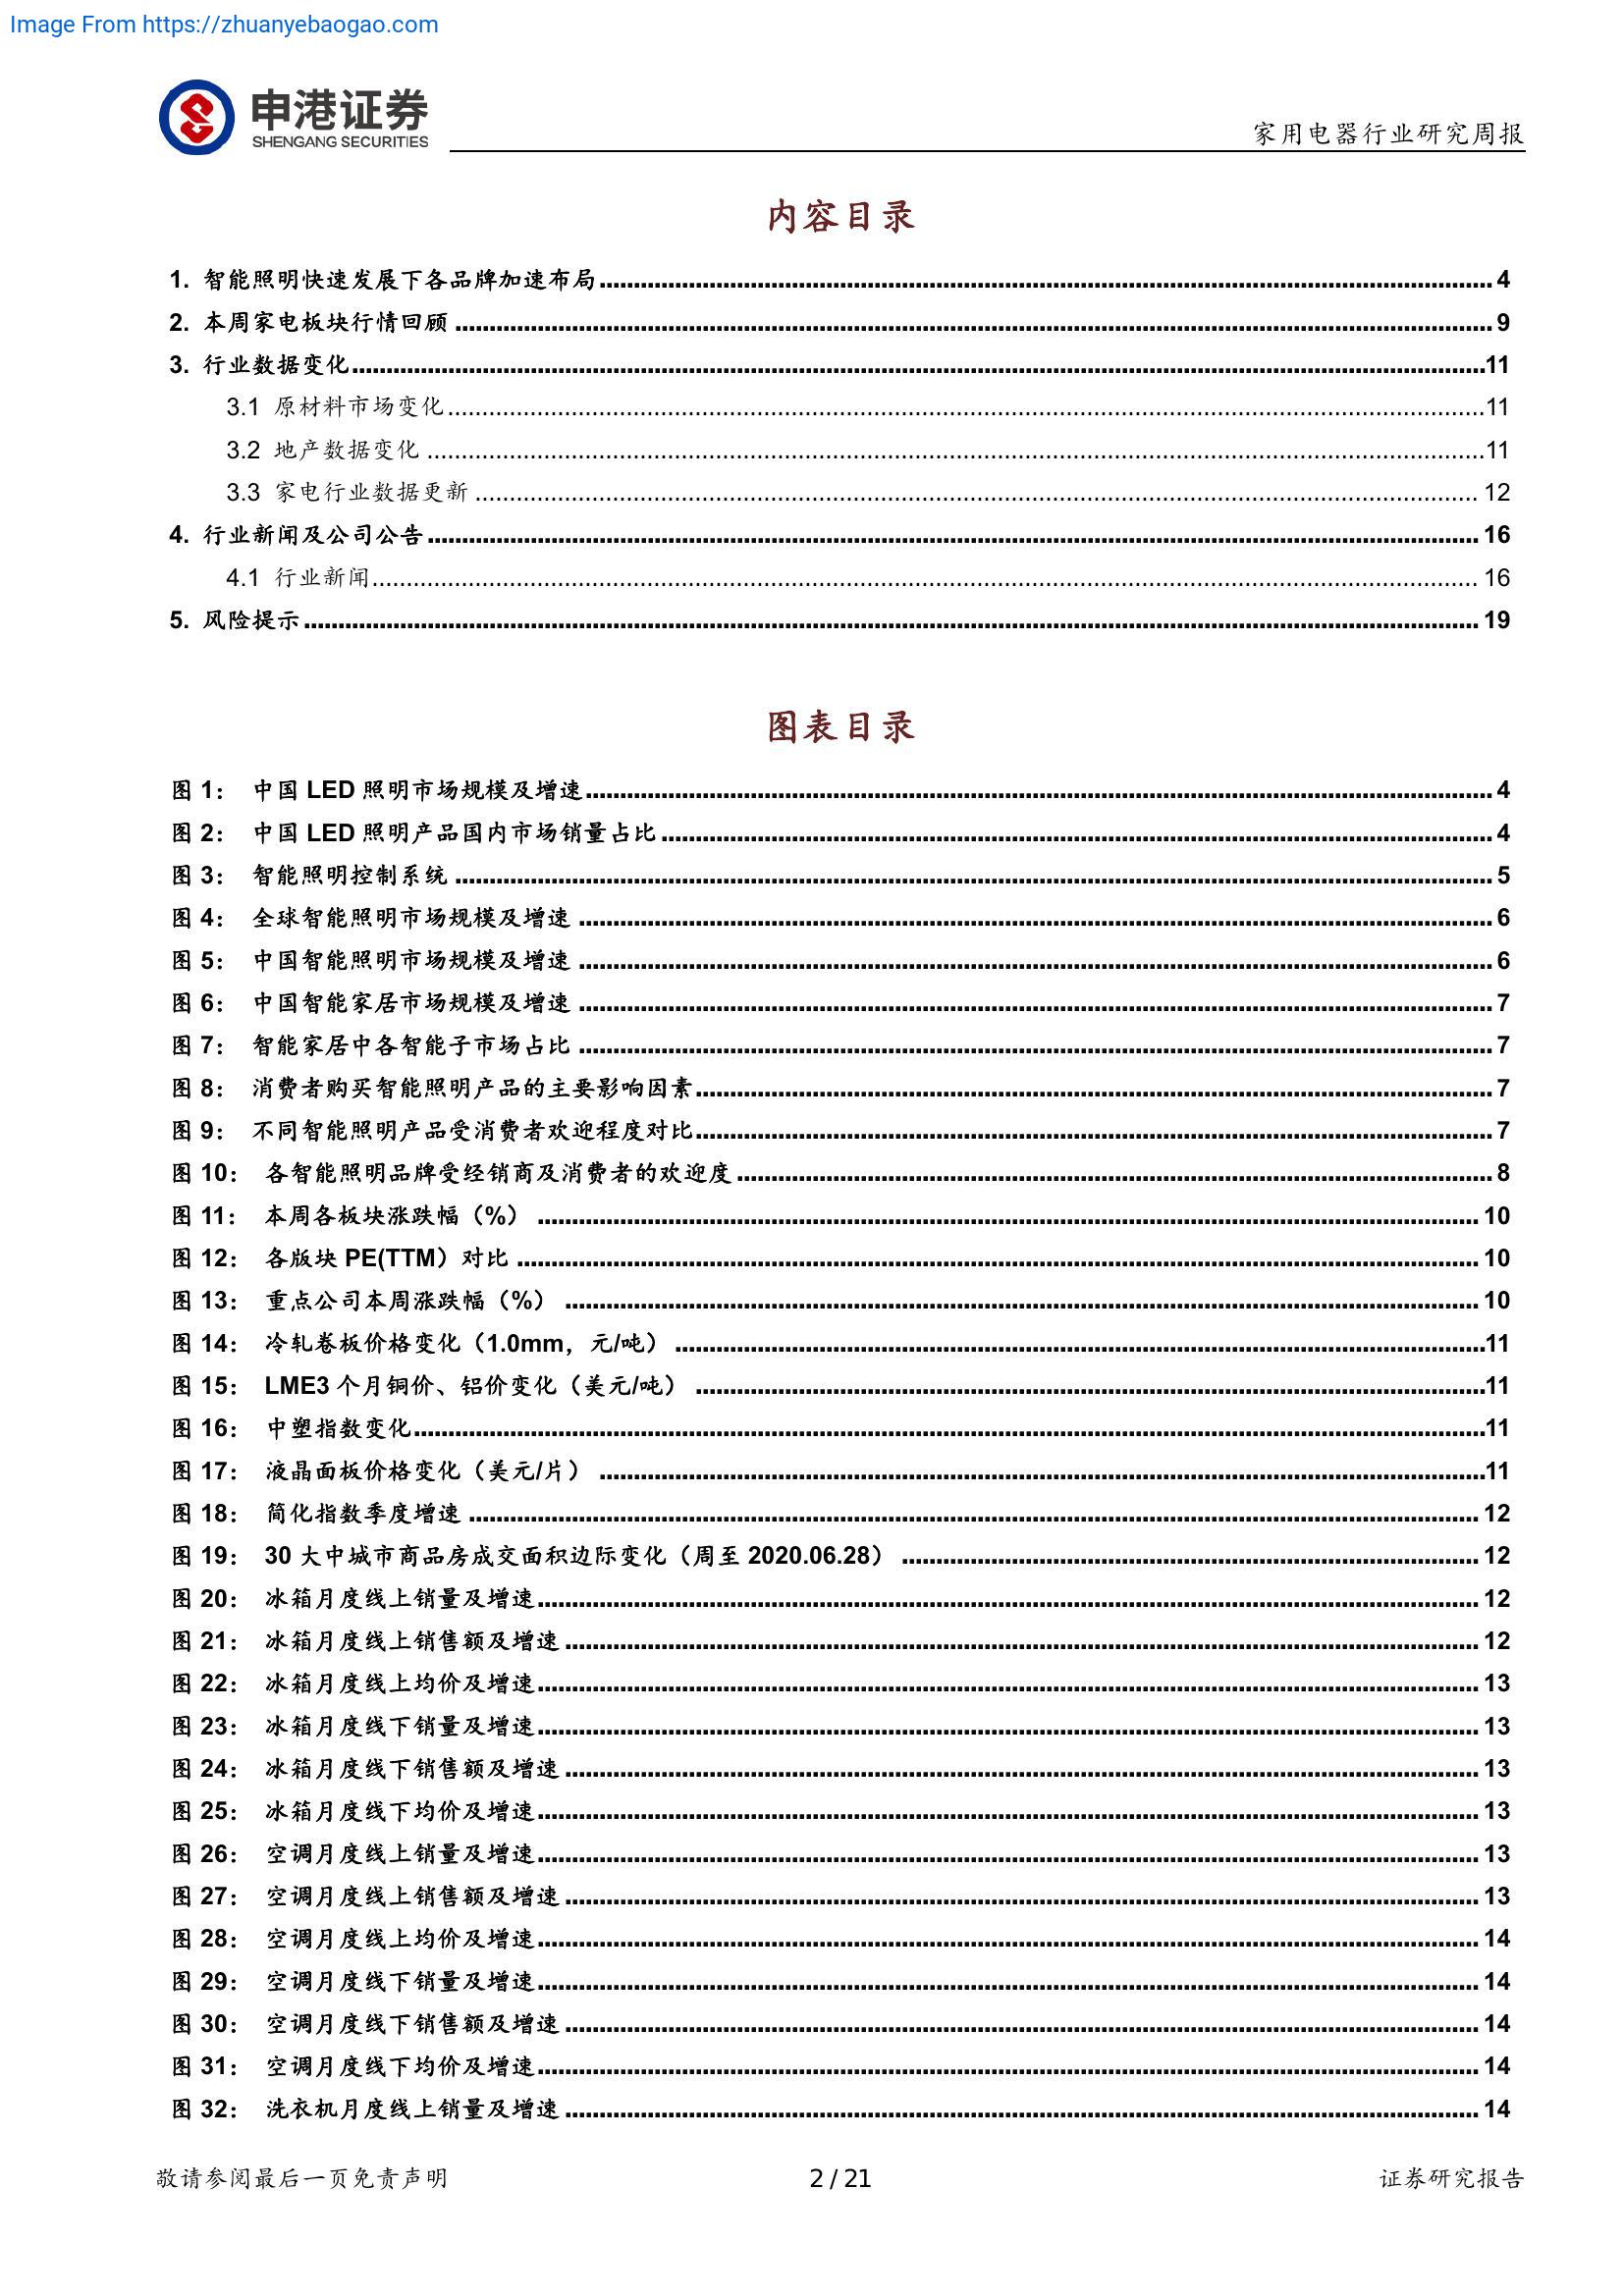 Image From https://zhuanyebaogao.com
申港证券
SHENGANG SECURITIES
家用电器行业研究周报
内容目录
1. 智能照明快速发展下各品牌加速布局 4
2. 本周家电板块行情回顾 9
3. 行业数据变化 11
3.1 原材料市场变化 11
3.2 地产数据变化 11
3.3 家电行业数据更新 12
4. 行业新闻及公司公告 16
4.1 行业新闻 16
5. 风险提示 19
图表目录
图 1： 中国 LED 照明市场规模及增速 4
图 2： 中国 LED 照明产品国内市场销量占比 4
图 3： 智能照明控制系统 5
图 4： 全球智能照明市场规模及增速 6
图 5： 中国智能照明市场规模及增速 6
图 6： 中国智能家居市场规模及增速 7
图 7： 智能家居中各智能子市场占比 7
图 8： 消费者购买智能照明产品的主要影响因素 7
图 9： 不同智能照明产品受消费者欢迎程度对比 7
图 10： 各智能照明品牌受经销商及消费者的欢迎度 8
图 11： 本周各板块涨跌幅（%） 10
图 12： 各版块 PE(TTM）对比 10
图 13： 重点公司本周涨跌幅（%） 10
图 14： 冷轧卷板价格变化（1.0mm，元/吨） 11
图 15： LME3 个月铜价、铝价变化（美元/吨） 11
图 16： 中塑指数变化 11
图 17： 液晶面板价格变化（美元/片） 11
图 18： 简化指数季度增速 12
图 19： 30 大中城市商品房成交面积边际变化（周至 2020.06.28） 12
图 20： 冰箱月度线上销量及增速 12
图 21： 冰箱月度线上销售额及增速 12
图 22： 冰箱月度线上均价及增速 13
图 23： 冰箱月度线下销量及增速 13
图 24： 冰箱月度线下销售额及增速 13
图 25： 冰箱月度线下均价及增速 13
图 26： 空调月度线上销量及增速 13
图 27： 空调月度线上销售额及增速 13
图 28： 空调月度线上均价及增速 14
图 29： 空调月度线下销量及增速 14
图 30： 空调月度线下销售额及增速 14
图 31： 空调月度线下均价及增速 14
图 32： 洗衣机月度线上销量及增速 14
敬请参阅最后一页免责声明
2 / 21
证券研究报告